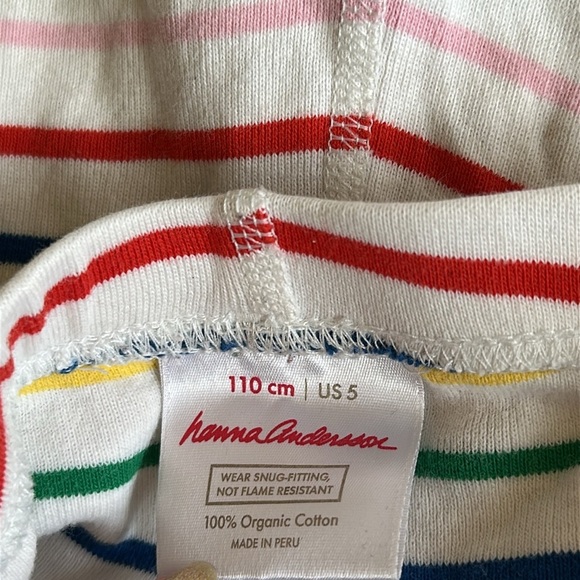 110 cm | US 5
hanna andersson
WEAR SNUG-FITTING,
NOT FLAME RESISTANT
100% Organic Cotton
MADE IN PERU